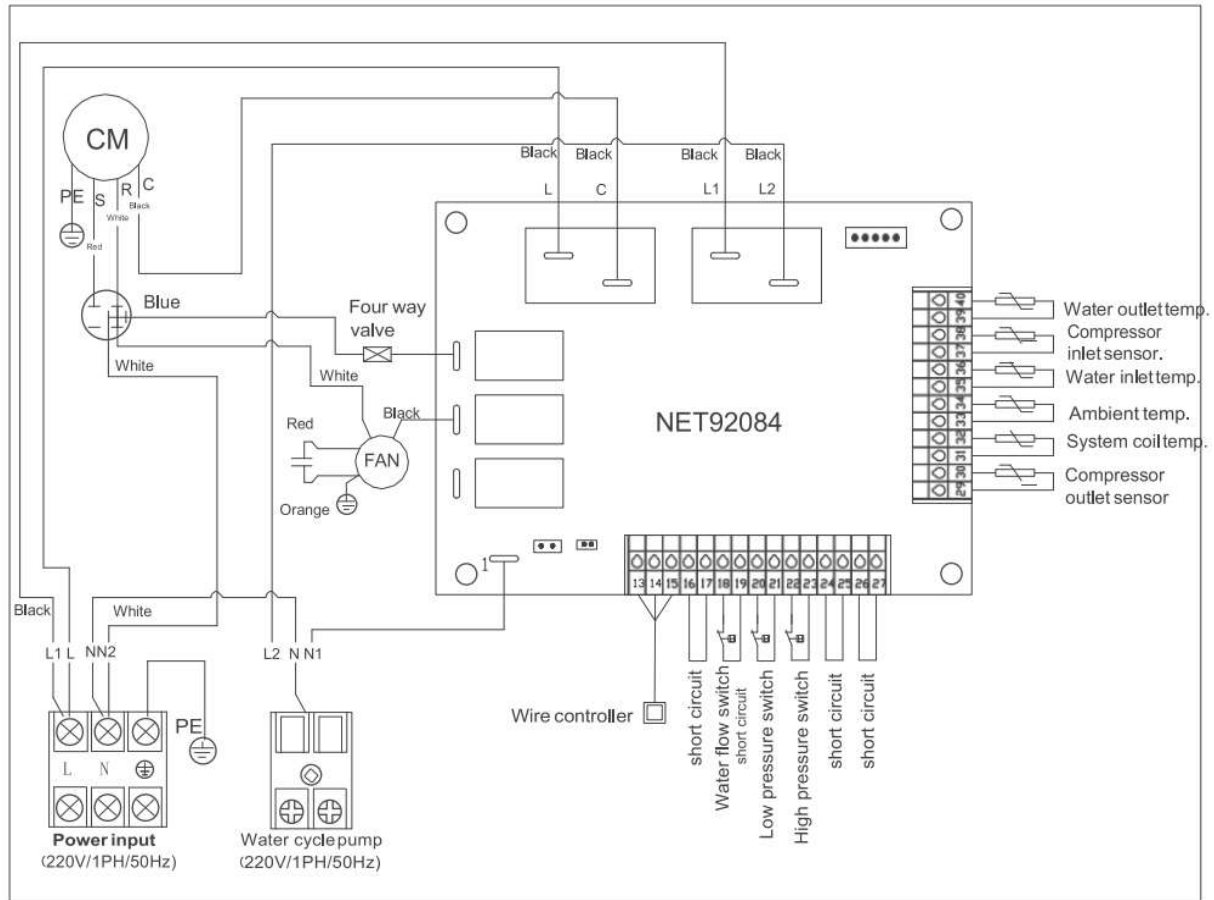 CM
PE
S
R
C
Black
White
Red
Blue
White
Black
Black
Black
Black
L
C
L1
L2
Four way
valve
White
Black
Red
FAN
Orange
NET92084
1
40
39
38
37
36
35
34
33
32
31
30
29
Water outlet temp.
Compressor
inlet sensor.
Water inlet temp.
Ambient temp.
System coil temp.
Compressor
outlet sensor
13 14 15 16 17 18 19 20 21 22 23 24 25 26 27
Black
White
L1 L NN2
L2 N N1
PE
L N
Power input
(220V/1PH/50Hz)
Water cycle pump
(220V/1PH/50Hz)
Wire controller
short circuit
Water flow switch
short circuit
Low pressure switch
High pressure switch
short circuit
short circuit